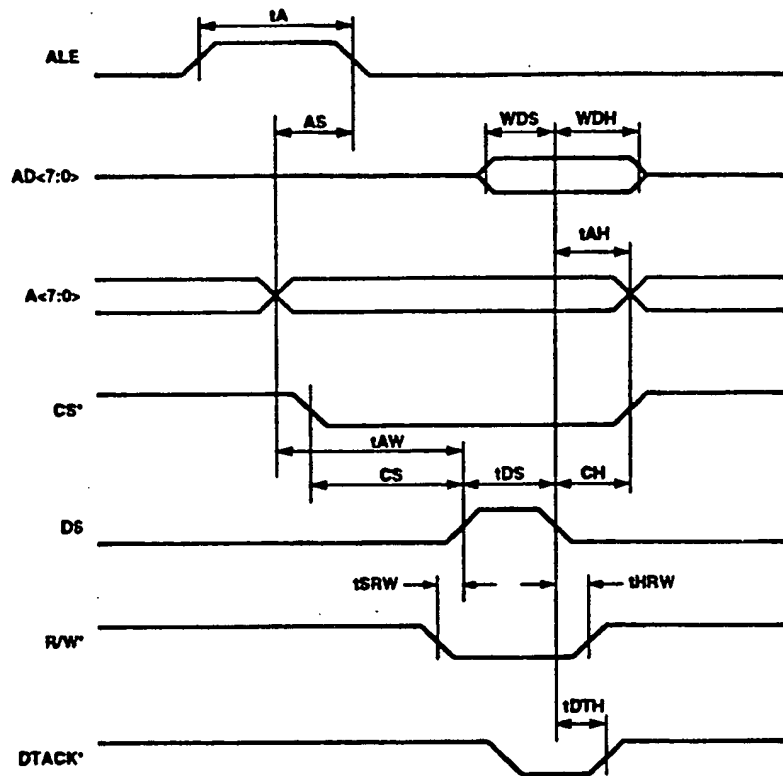 tA
ALE
AS
WDS
WDH
AD<7:0>
tAH
A<7:0>
CS*
tAW
CS
tDS
CH
DS
tSRW
tHRW
R/W*
tDTH
DTACK*